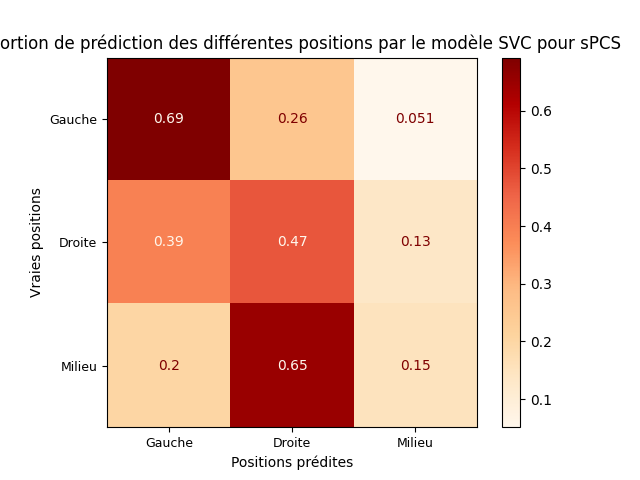 ortion de prédiction des différentes positions par le modèle SVC pour sPCS
Gauche 0.69 0.26 0.051
Droite 0.39 0.47 0.13
Milieu 0.2 0.65 0.15
Gauche Droite Milieu
Positions prédites
Vraies positions
0.6
0.5
0.4
0.3
0.2
0.1